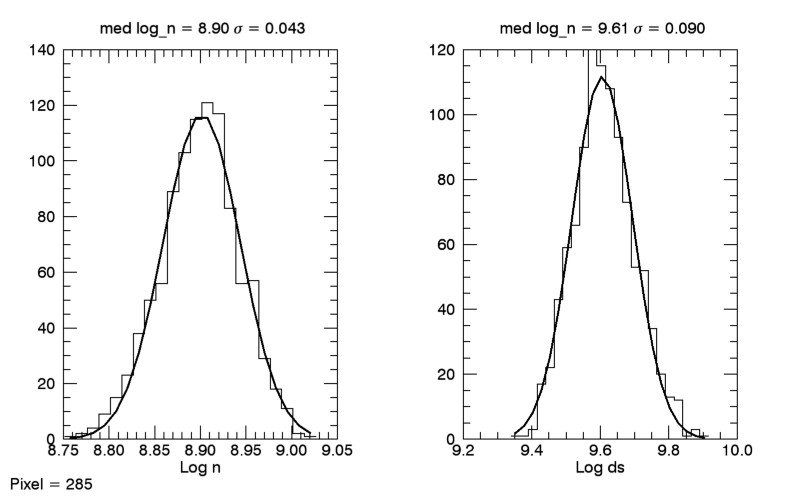 med log_n = 8.90 σ = 0.043
140
120
100
80
60
40
20
0
8.75 8.80 8.85 8.90 8.95 9.00 9.05
Log n
med log_n = 9.61 σ = 0.090
120
100
80
60
40
20
0
9.2 9.4 9.6 9.8 10.0
Log ds
Pixel = 285